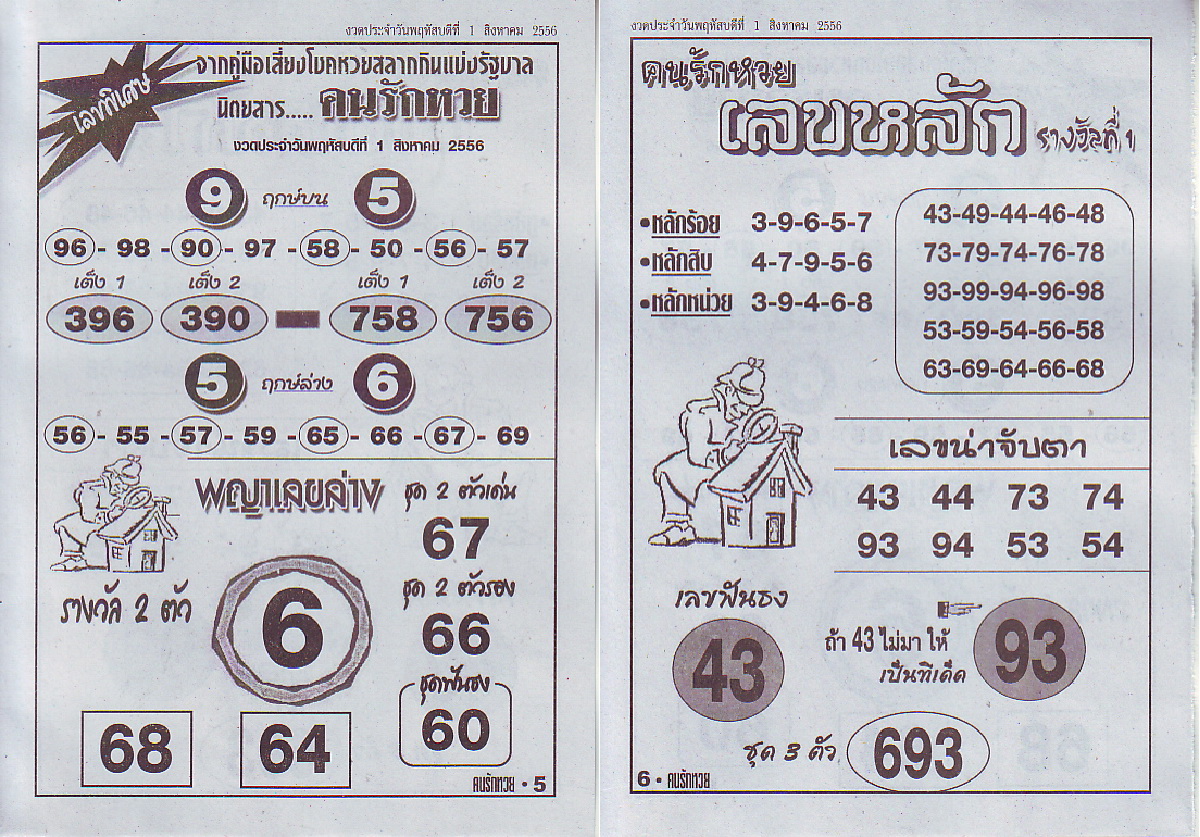 งวดประจำวันพฤหัสบดีที่ 1 สิงหาคม 2556
เลขพิเศษ
จากคู่มือเสี่ยงโชคหวยสลากกินแบ่งรัฐบาล
นิตยสาร..... คนรักหวย
งวดประจำวันพฤหัสบดีที่ 1 สิงหาคม 2556
9 ฤกษ์บน 5
96 - 98 - 90 - 97 - 58 - 50 - 56 - 57
เต็ง 1 เต็ง 2 เต็ง 1 เต็ง 2
396 390 - 758 756
5 ฤกษ์ล่าง 6
56 - 55 - 57 - 59 - 65 - 66 - 67 - 69
พญาเลขล่าง
รางวัล 2 ตัว
6
68 64
ชุด 2 ตัวเด่น
67
ชุด 2 ตัวรอง
66
ชุดฟันธง
60
คนรักหวย • 5
งวดประจำวันพฤหัสบดีที่ 1 สิงหาคม 2556
คนรักหวย
เลขหลัก รางวัลที่ 1
•หลักร้อย 3-9-6-5-7
•หลักสิบ 4-7-9-5-6
•หลักหน่วย 3-9-4-6-8
43-49-44-46-48
73-79-74-76-78
93-99-94-96-98
53-59-54-56-58
63-69-64-66-68
เลขน่าจับตา
43 44 73 74
93 94 53 54
เลขฟันธง
43
ถ้า 43 ไม่มา ให้
เป็นทีเด็ด
93
ชุด 3 ตัว 693
6 • คนรักหวย